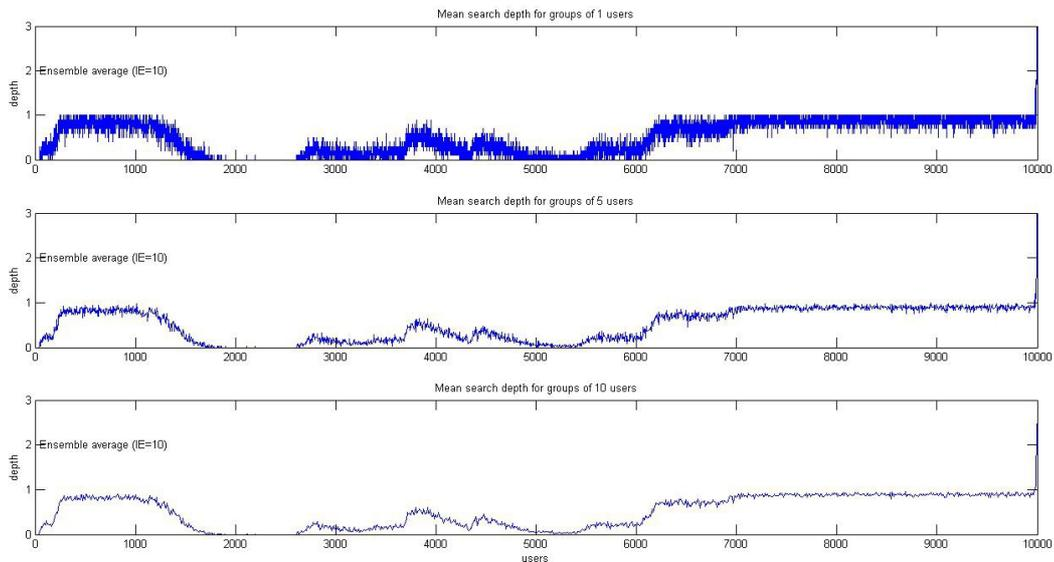 Mean search depth for groups of 1 users
3
2
1
0
depth
Ensemble average (IE=10)
0 1000 2000 3000 4000 5000 6000 7000 8000 9000 10000
Mean search depth for groups of 5 users
3
2
1
0
depth
Ensemble average (IE=10)
0 1000 2000 3000 4000 5000 6000 7000 8000 9000 10000
Mean search depth for groups of 10 users
3
2
1
0
depth
Ensemble average (IE=10)
0 1000 2000 3000 4000 5000 6000 7000 8000 9000 10000
users